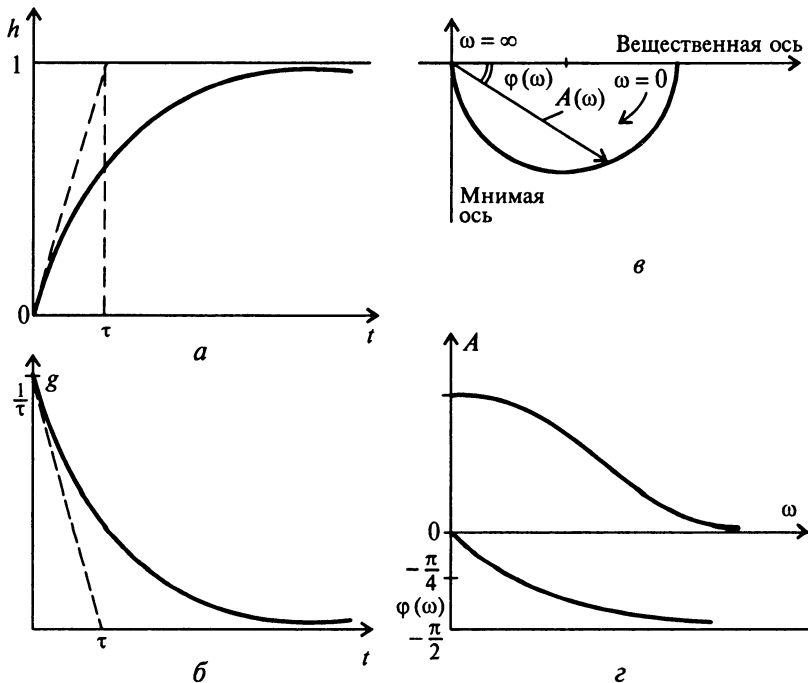 h
1
0
τ
t
а
ω = ∞
Вещественная ось
φ(ω)
ω = 0
A(ω)
Мнимая
ось
в
g
1/τ
τ
t
б
A
ω
0
−π/4
φ(ω)
−π/2
г